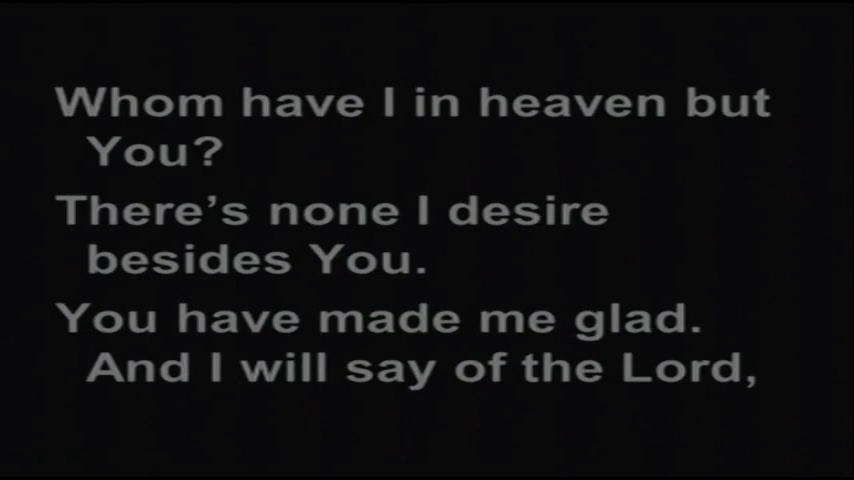 Whom have I in heaven but
You?
There’s none I desire
besides You.
You have made me glad.
And I will say of the Lord,